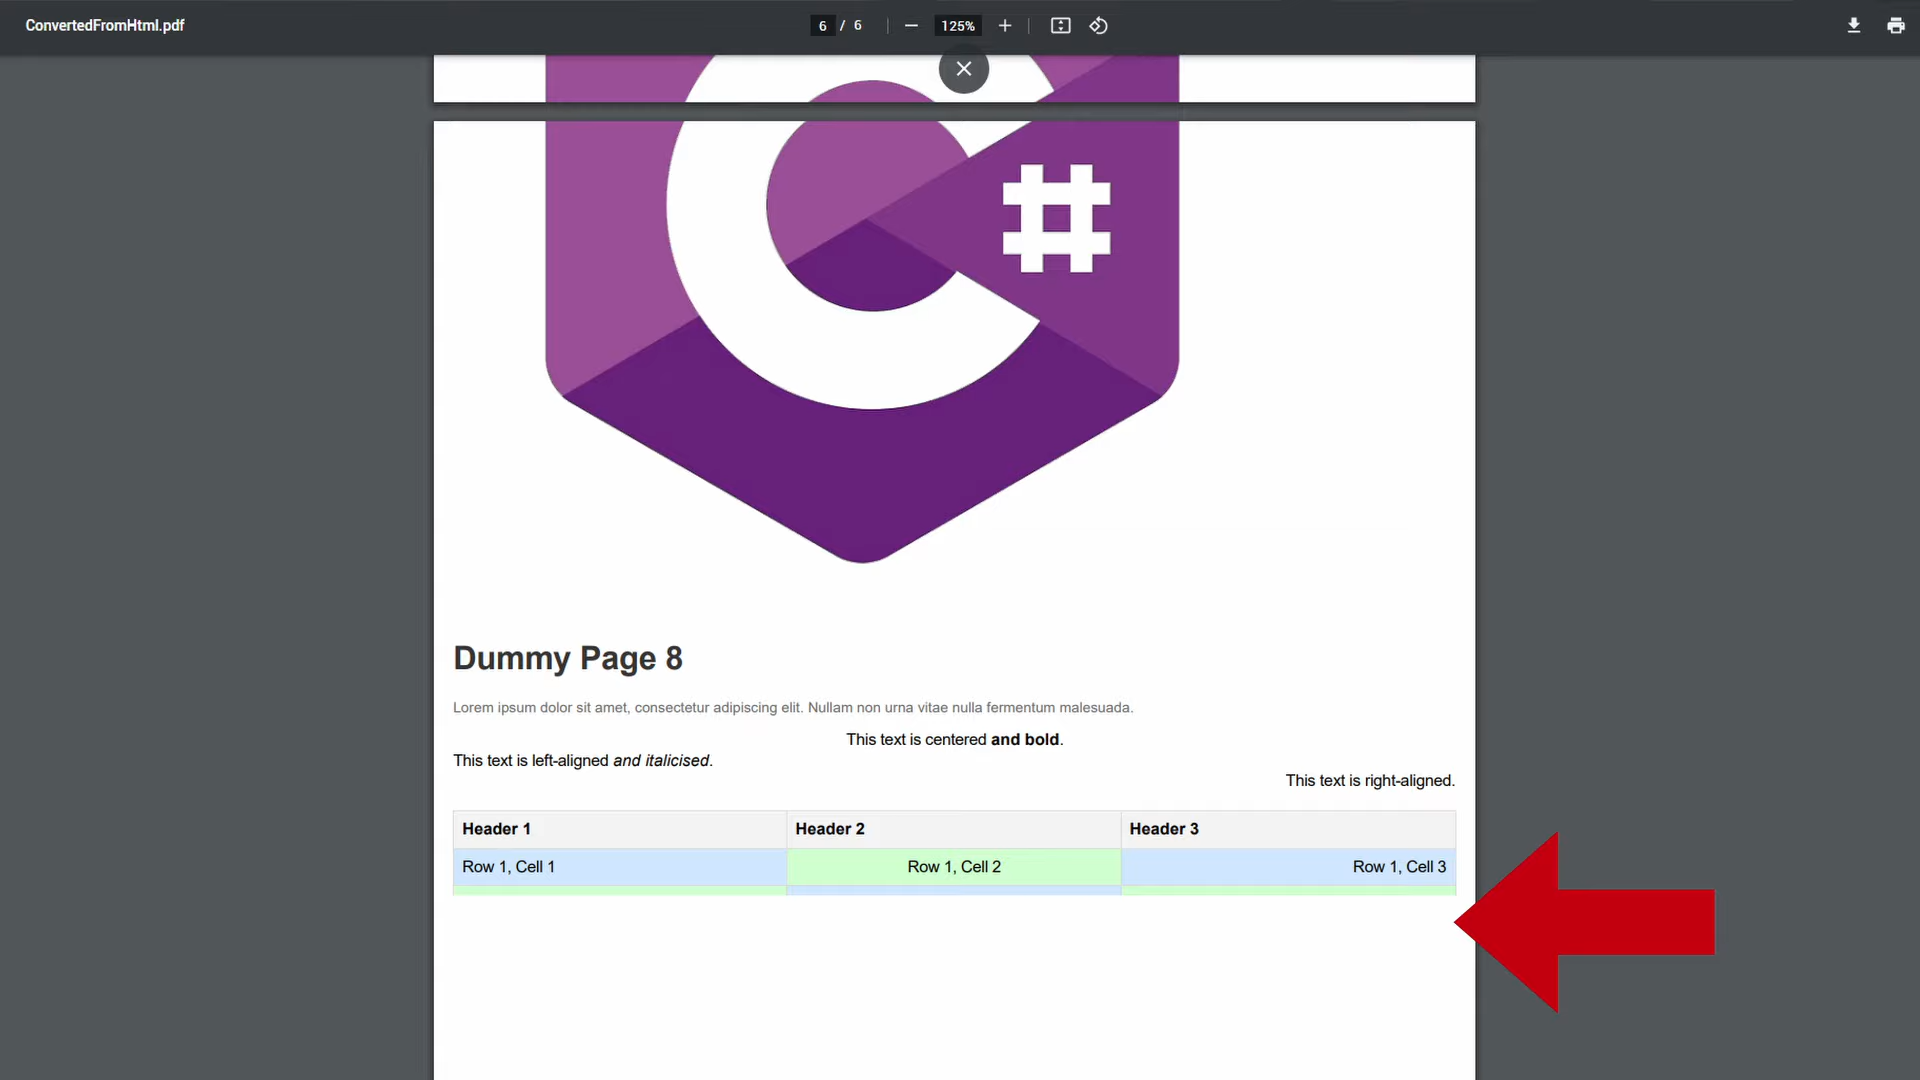 ConvertedFromHtml.pdf
6 / 6
125%
#
Dummy Page 8
Lorem ipsum dolor sit amet, consectetur adipiscing elit. Nullam non urna vitae nulla fermentum malesuada.
This text is centered and bold.
This text is left-aligned and italicised.
This text is right-aligned.
Header 1 Header 2 Header 3
Row 1, Cell 1 Row 1, Cell 2 Row 1, Cell 3